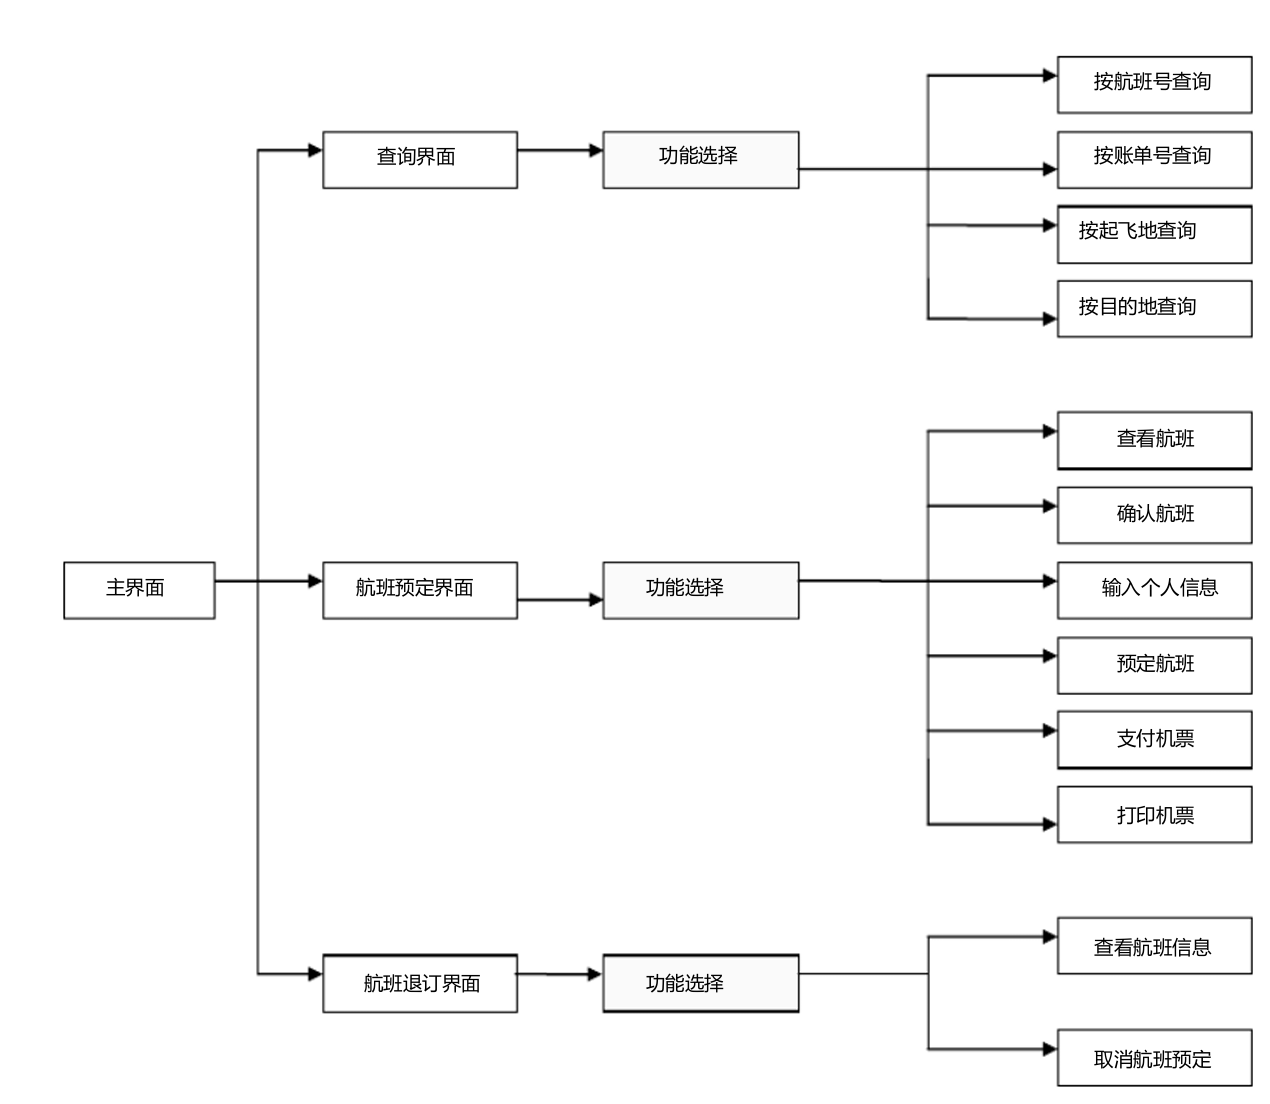 主界面
查询界面
功能选择
按航班号查询
按账单号查询
按起飞地查询
按目的地查询
航班预定界面
功能选择
查看航班
确认航班
输入个人信息
预定航班
支付机票
打印机票
航班退订界面
功能选择
查看航班信息
取消航班预定